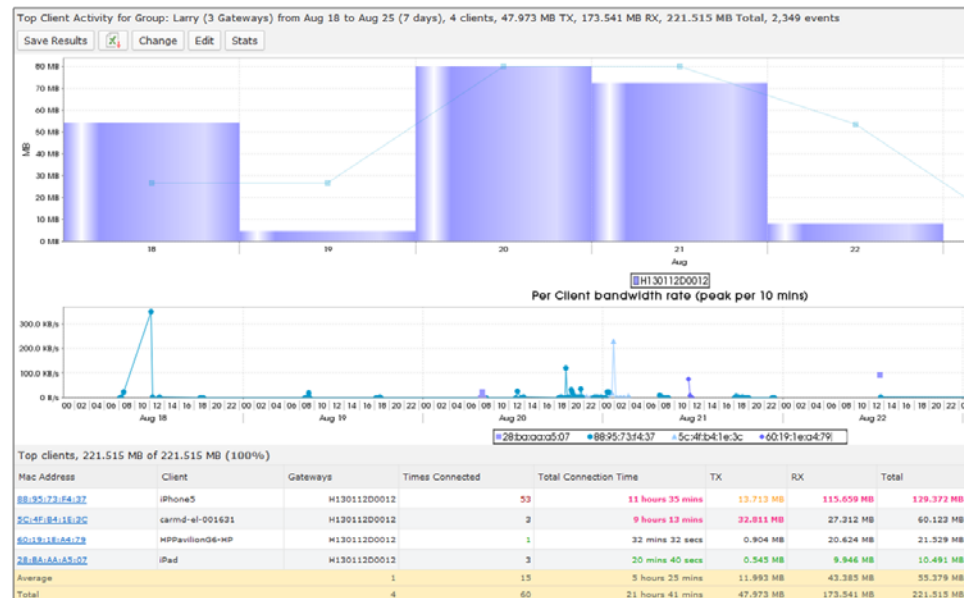 Top Client Activity for Group: Larry (3 Gateways) from Aug 18 to Aug 25 (7 days), 4 clients, 47.973 MB TX, 173.541 MB RX, 221.515 MB Total, 2,349 events
Save Results Change Edit Stats
80 MB
70 MB
60 MB
50 MB
40 MB
30 MB
20 MB
10 MB
0 MB
MB
18 19 20 21 22
Aug
H130112D0012
Per Client bandwidth rate (peak per 10 mins)
300.0 KB/s
200.0 KB/s
100.0 KB/s
0 B/s
00 02 04 06 08 10 12 14 16 18 20 22 00 02 04 06 08 10 12 14 16 18 20 22 00 02 04 06 08 10 12 14 16 18 20 22 00 02 04 06 08 10 12 14 16 18 20 22 00 02 04 06 08 10 12 14 16 18 20 22
Aug 18 Aug 19 Aug 20 Aug 21 Aug 22
28:ba:aa:a5:07 88:95:73:f4:37 5c:4f:b4:1e:3c 60:19:1e:a4:79
Top clients, 221.515 MB of 221.515 MB (100%)
Mac Address Client Gateways Times Connected Total Connection Time TX RX Total
88:95:73:F4:37 iPhone5 H130112D0012 53 11 hours 35 mins 13.713 MB 115.659 MB 129.372 MB
5C:4F:B4:1E:3C carmd-el-001631 H130112D0012 3 9 hours 13 mins 32.811 MB 27.312 MB 60.123 MB
60:19:1E:A4:79 HPPavilionG6-HP H130112D0012 1 32 mins 32 secs 0.904 MB 20.624 MB 21.529 MB
28:BA:AA:A5:07 iPad H130112D0012 3 20 mins 40 secs 0.545 MB 9.946 MB 10.491 MB
Average 1 15 5 hours 25 mins 11.993 MB 43.385 MB 55.379 MB
Total 4 60 21 hours 41 mins 47.973 MB 173.541 MB 221.515 MB